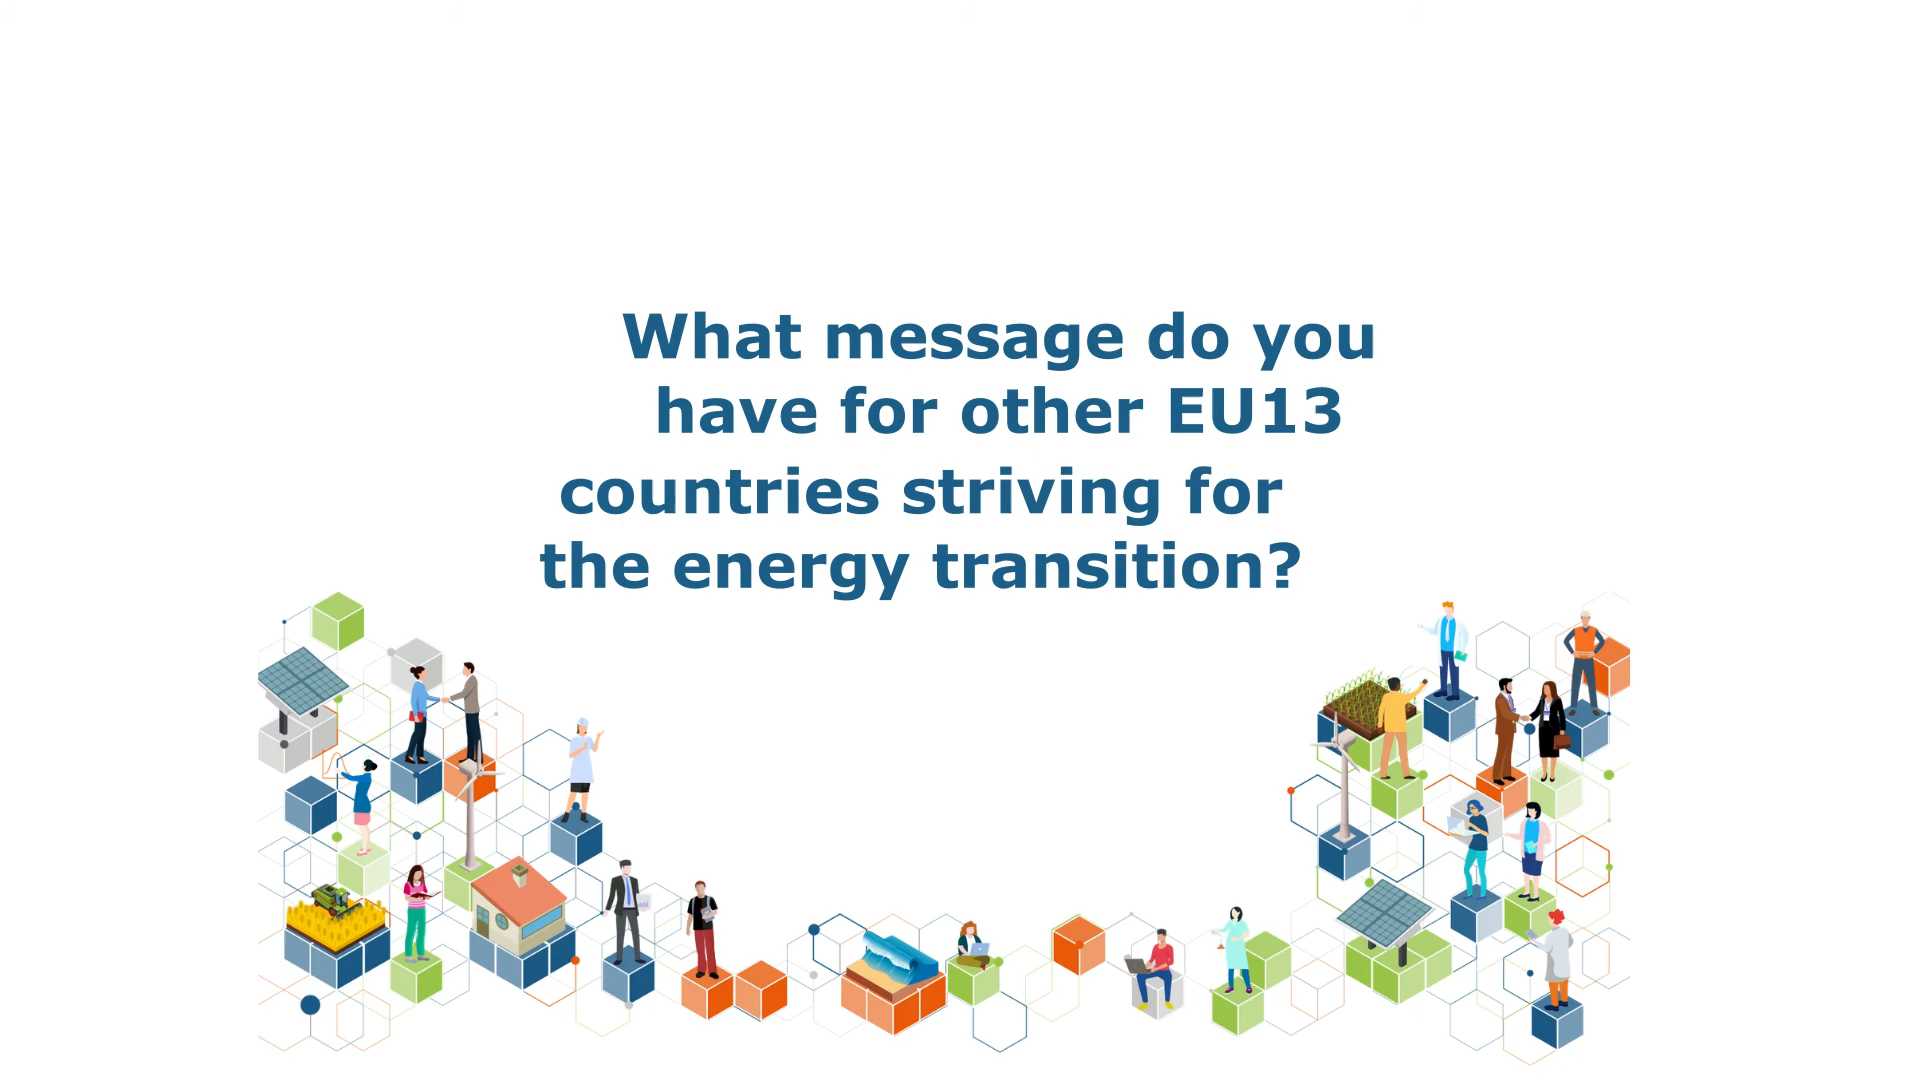 What message do you
have for other EU13
countries striving for
the energy transition?